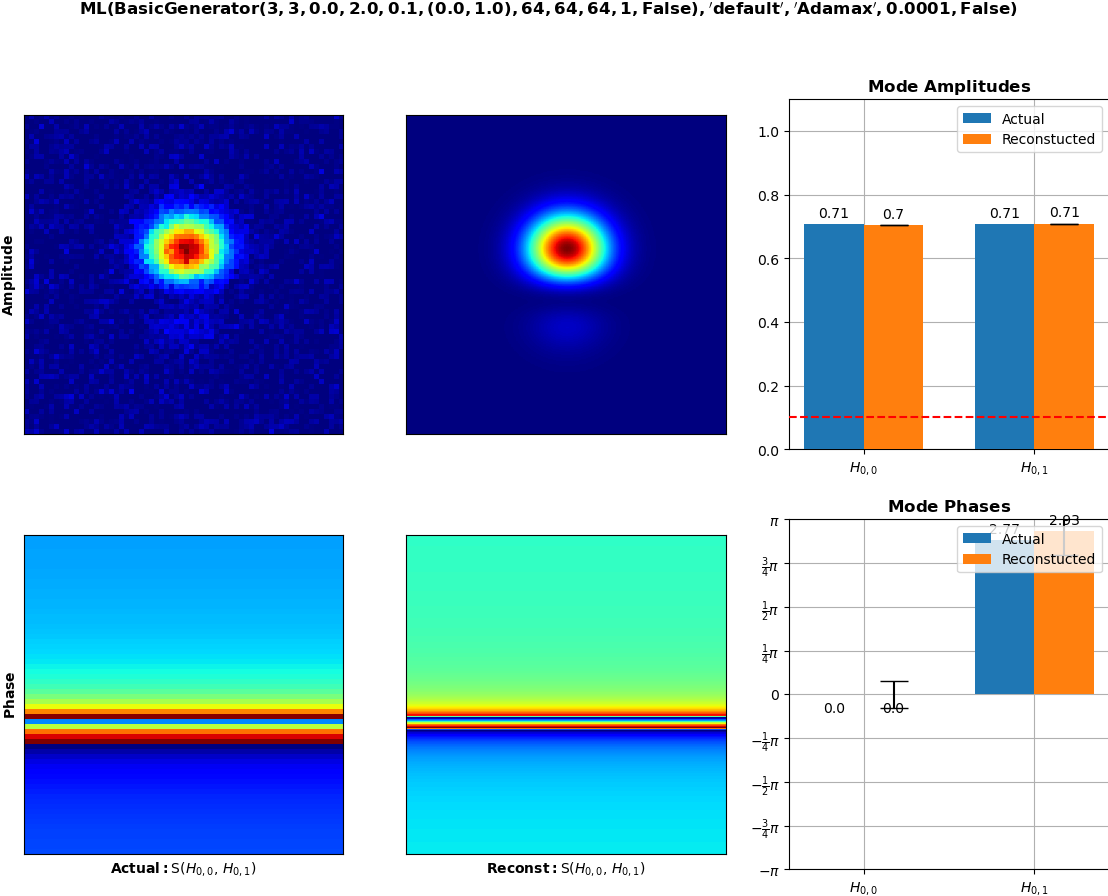 ML(BasicGenerator(3, 3, 0.0, 2.0, 0.1, (0.0, 1.0), 64, 64, 64, 1, False), ′default′, ′Adamax′, 0.0001, False)
Mode Amplitudes
Amplitude
1.0
0.8
0.6
0.4
0.2
0.0
Actual
Reconstucted
0.71
0.7
0.71
0.71
H0, 0
H0, 1
Mode Phases
Phase
π
3/4π
1/2π
1/4π
0
−1/4π
−1/2π
−3/4π
−π
Actual
Reconstucted
0.0
0.0
2.77
2.93
H0, 0
H0, 1
Actual: S(H0, 0, H0, 1)
Reconst: S(H0, 0, H0, 1)